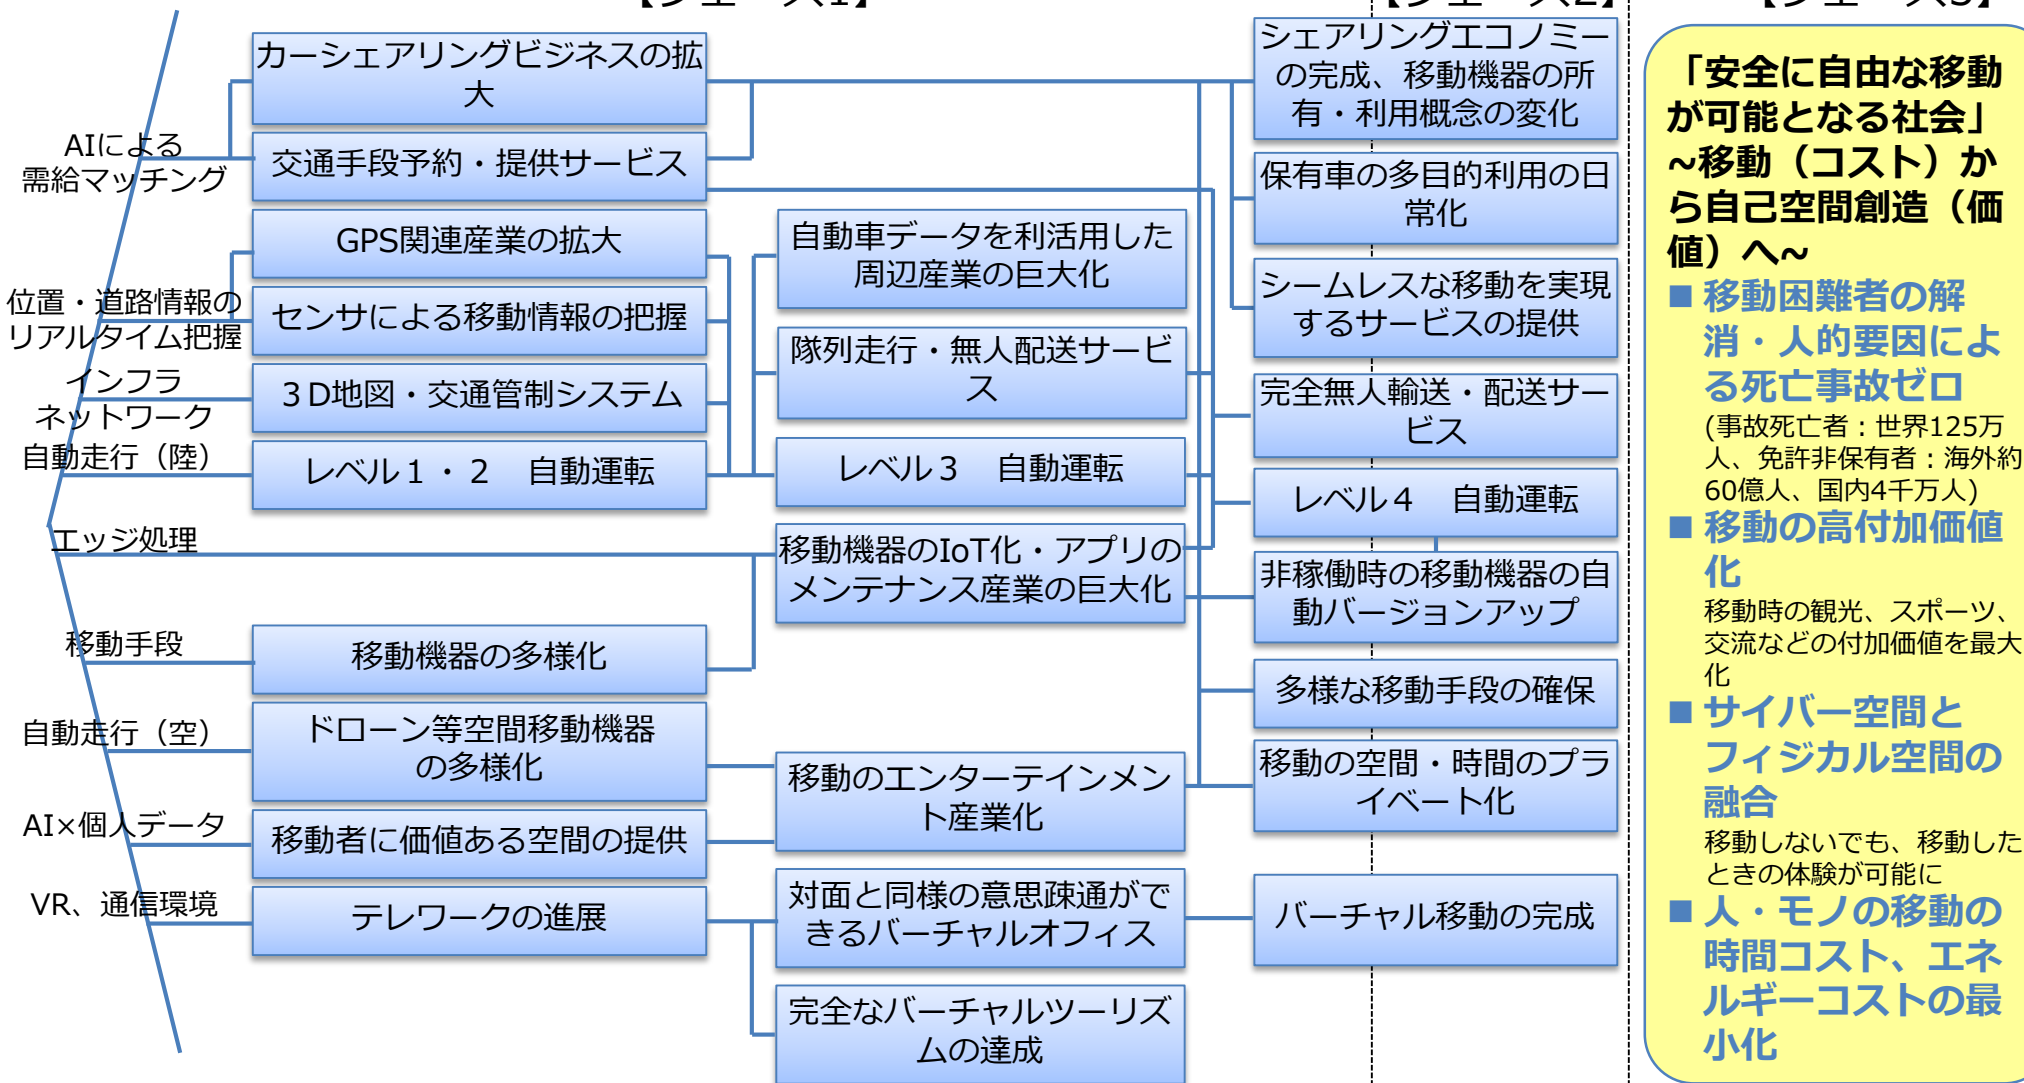 【フェーズ1】
【フェーズ2】
【フェーズ3】
AIによる
需給マッチング
位置・道路情報の
リアルタイム把握
インフラ
ネットワーク
自動走行（陸）
エッジ処理
移動手段
自動走行（空）
AI×個人データ
VR、通信環境
カーシェアリングビジネスの拡
大
交通手段予約・提供サービス
GPS関連産業の拡大
センサによる移動情報の把握
３D地図・交通管制システム
レベル１・２　自動運転
移動機器の多様化
ドローン等空間移動機器
の多様化
移動者に価値ある空間の提供
テレワークの進展
自動車データを利活用した
周辺産業の巨大化
隊列走行・無人配送サービ
ス
レベル３　自動運転
移動機器のIoT化・アプリの
メンテナンス産業の巨大化
移動のエンターテインメン
ト産業化
対面と同様の意思疎通がで
きるバーチャルオフィス
完全なバーチャルツーリズ
ムの達成
シェアリングエコノミー
の完成、移動機器の所
有・利用概念の変化
保有車の多目的利用の日
常化
シームレスな移動を実現
するサービスの提供
完全無人輸送・配送サー
ビス
レベル４　自動運転
非稼働時の移動機器の自
動バージョンアップ
多様な移動手段の確保
移動の空間・時間のプラ
イベート化
バーチャル移動の完成
「安全に自由な移動
が可能となる社会」
~移動（コスト）か
ら自己空間創造（価
値）へ~
■ 移動困難者の解
消・人的要因によ
る死亡事故ゼロ
(事故死亡者：世界125万
人、免許非保有者：海外約
60億人、国内4千万人)
■ 移動の高付加価値
化
移動時の観光、スポーツ、
交流などの付加価値を最大
化
■ サイバー空間と
フィジカル空間の
融合
移動しないでも、移動した
ときの体験が可能に
■ 人・モノの移動の
時間コスト、エネ
ルギーコストの最
小化